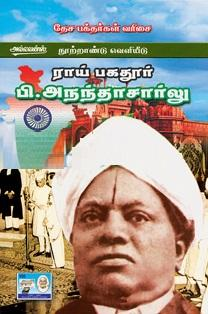 தேச பக்தர்கள் வரிசை
அல்லயன்ஸ் நூற்றாண்டு வெளியீடு
ராய் பகதூர்
பி.அநந்தாசார்லு